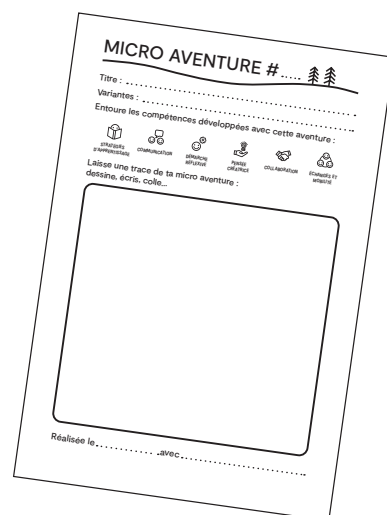 MICRO AVENTURE #.....
Titre : ............................................................
Variantes : .......................................................
Entoure les compétences développées avec cette aventure :
STRATÉGIES D'APPRENTISSAGE
COMMUNICATION
DÉMARCHE RÉFLEXIVE
PENSÉE CRÉATRICE
COLLABORATION
ÉCHANGES ET MOBILITÉ
Laisse une trace de ta micro aventure :
dessine, écris, colle...
Réalisée le ................avec ................................